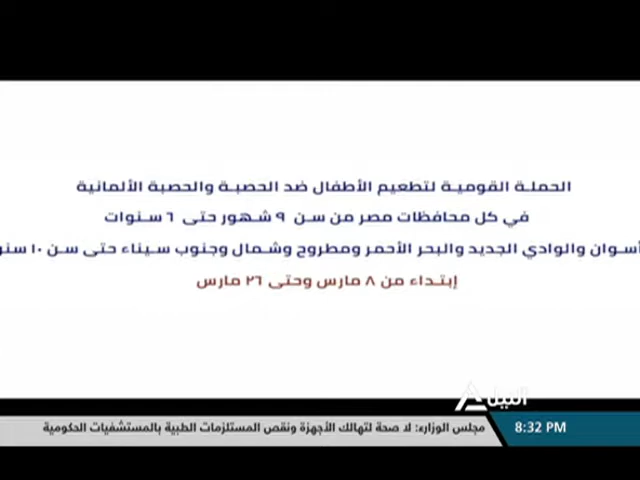 الحملة القومية لتطعيم الأطفال ضد الحصبة والحصبة الألمانية
في كل محافظات مصر من سن ٩ شهور حتى ٦ سنوات
أسوان والوادي الجديد والبحر الأحمر ومطروح وشمال وجنوب سيناء حتى سن ١٠
إبتداء من ٨ مارس وحتى ٢٦ مارس
النيل
مجلس الوزارء: لا صحة لتهالك الأجهزة ونقص المستلزمات الطبية بالمستشفيات الحكومية
8:32 PM